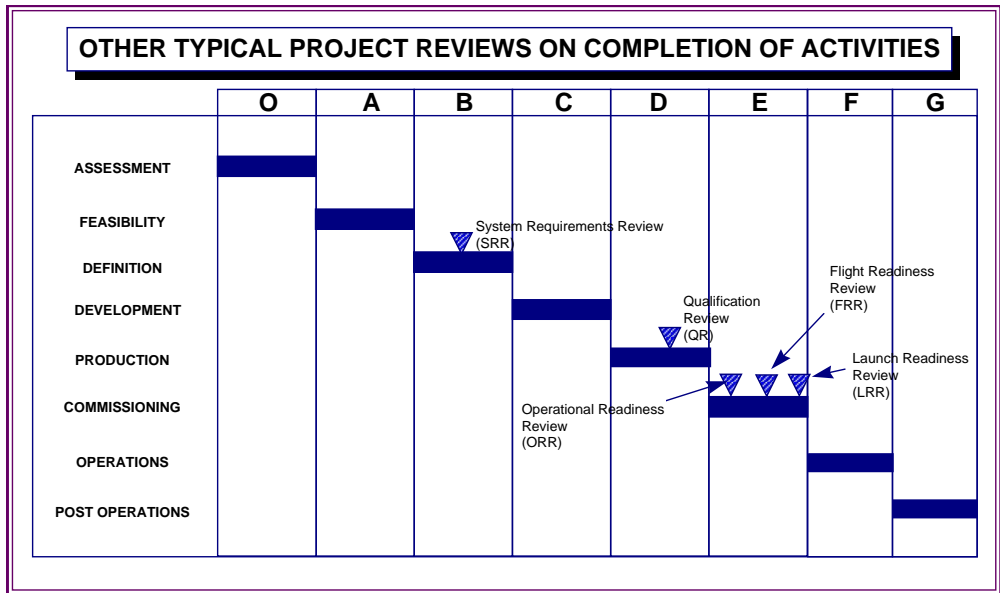 OTHER TYPICAL PROJECT REVIEWS ON COMPLETION OF ACTIVITIES
O A B C D E F G
ASSESSMENT
FEASIBILITY
System Requirements Review
(SRR)
DEFINITION
Flight Readiness
Review
(FRR)
DEVELOPMENT
Qualification
Review
(QR)
PRODUCTION
Launch Readiness
Review
(LRR)
COMMISSIONING
Operational Readiness
Review
(ORR)
OPERATIONS
POST OPERATIONS